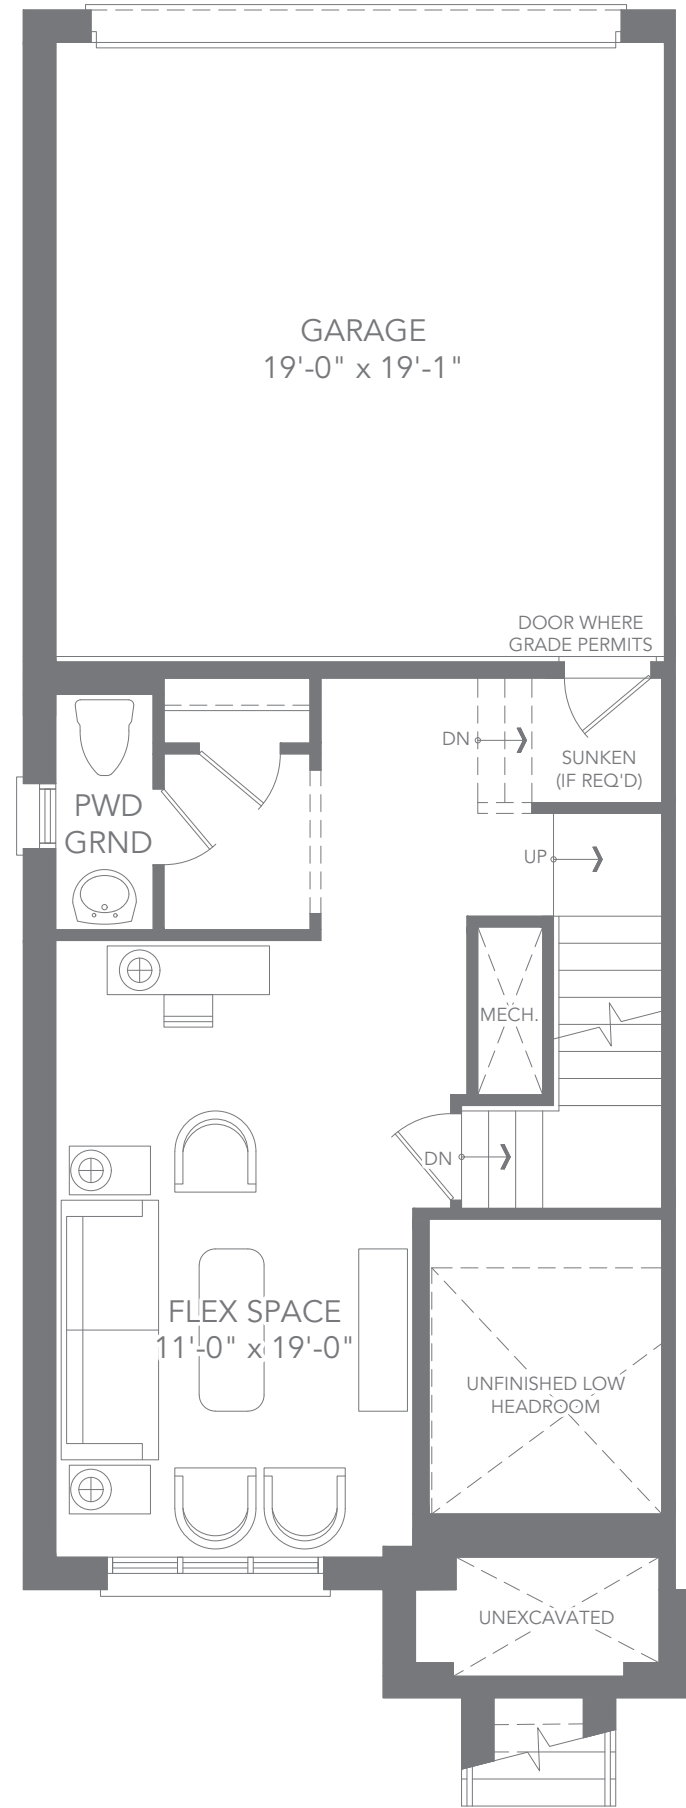 GARAGE
19'-0" x 19'-1"
DOOR WHERE
GRADE PERMITS
DN
SUNKEN
(IF REQ'D)
PWD
GRND
UP
MECH.
DN
FLEX SPACE
11'-0" x 19'-0"
UNFINISHED LOW
HEADROOM
UNEXCAVATED